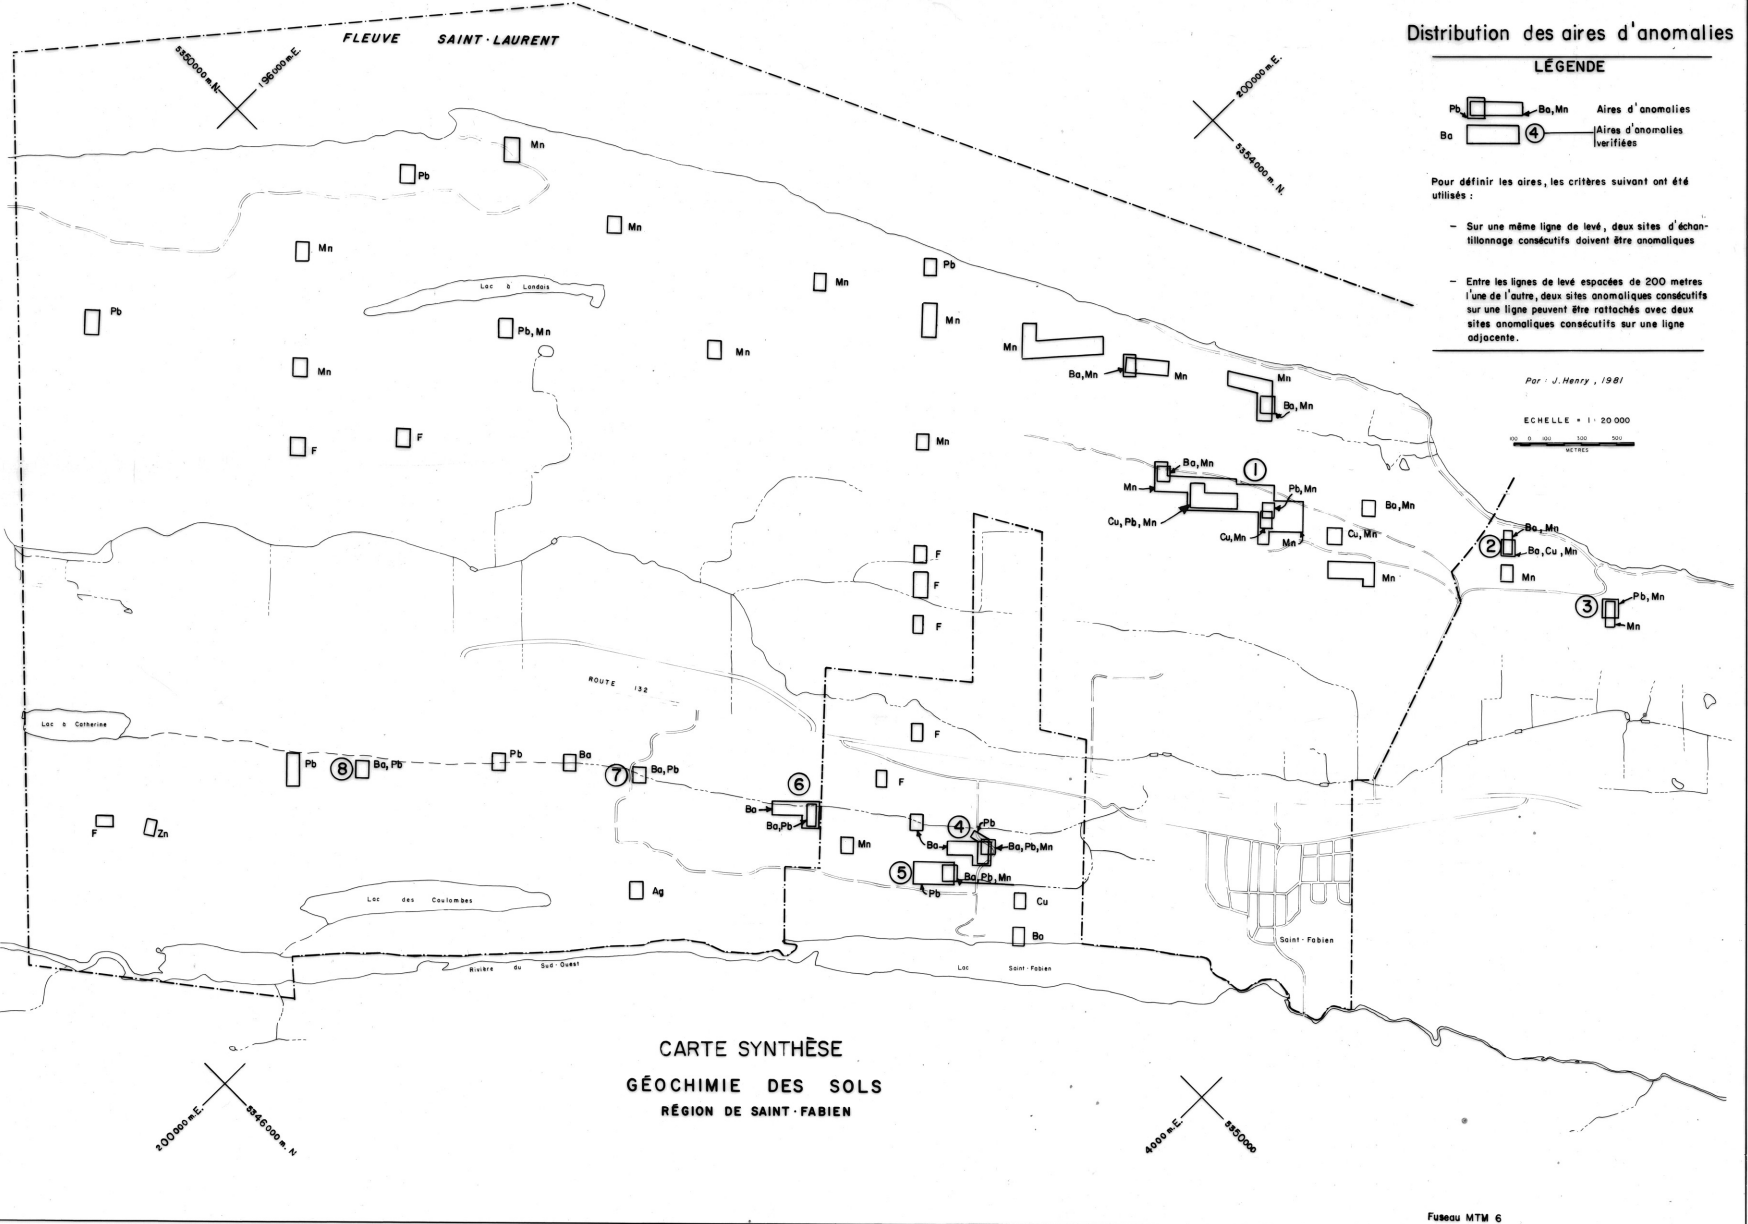 FLEUVE SAINT-LAURENT
5350000 m.N.
196000 m.E.
200000 m.E.
5354000 m.N.
Distribution des aires d'anomalies
LÉGENDE
Pb
Ba,Mn
Aires d'anomalies
Ba
4
Aires d'anomalies
verifiées
Pour définir les aires, les critères suivant ont été
utilisés :
- Sur une même ligne de levé, deux sites d'échan-
tillonnage consécutifs doivent être anomaliques
- Entre les lignes de levé espacées de 200 metres
l'une de l'autre, deux sites anomaliques consécutifs
sur une ligne peuvent être rattachés avec deux
sites anomaliques consécutifs sur une ligne
adjacente.
Par : J. Henry , 1981
ECHELLE = 1 : 20 000
100 0 100 300 500
METRES
Mn
Pb
Mn
Mn
Pb
Mn
Lac à Landais
Pb
Pb,Mn
Mn
Mn
Mn
Mn
Ba,Mn
Mn
Mn
Ba,Mn
Mn
F
F
Mn
Ba,Mn
1
Mn
Pb,Mn
Cu,Pb,Mn
Ba,Mn
Cu,Mn
Mn
Cu,Mn
Ba,Mn
2
Ba,Cu,Mn
F
F
Mn
Mn
3
Pb,Mn
Mn
F
ROUTE 132
Lac à Catherine
F
Pb
8
Ba,Pb
Pb
Ba
7
Ba,Pb
6
F
Ba
Ba,Pb
F
Zn
Mn
Ba
4
Pb
Ba,Pb,Mn
5
Ba,Pb,Mn
Pb
Ag
Cu
Lac des Coulombes
Ba
Saint-Fabien
Rivière du Sud-Ouest
Lac Saint-Fabien
CARTE SYNTHÈSE
GÉOCHIMIE DES SOLS
RÉGION DE SAINT-FABIEN
200000 m.E.
5346000 m. N
4000 m.E.
5350000
Fuseau MTM 6